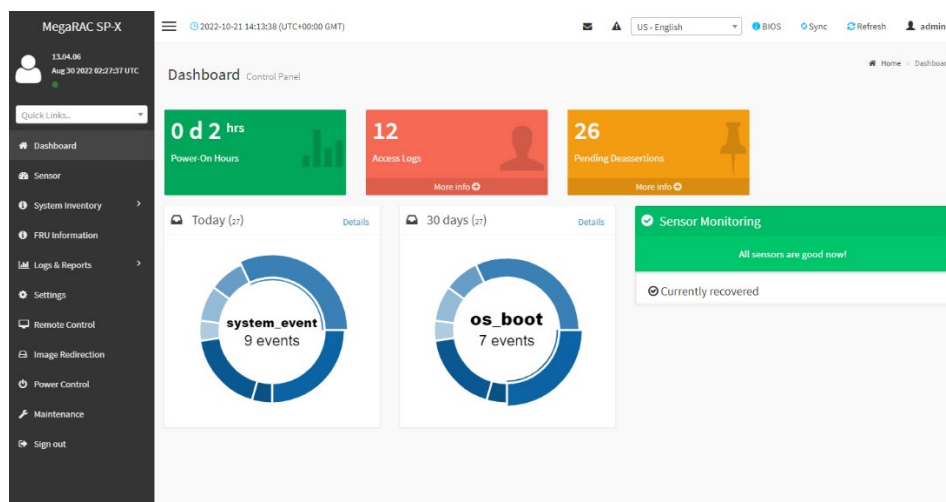 MegaRAC SP-X
2022-10-21 14:13:38 (UTC+00:00 GMT)
US - English
BIOS
Sync
Refresh
admin
13.04.06
Aug 30 2022 02:27:37 UTC
Quick Links..
Dashboard
Sensor
System Inventory
FRU Information
Logs & Reports
Settings
Remote Control
Image Redirection
Power Control
Maintenance
Sign out
Dashboard Control Panel
Home > Dashboar
0 d 2 hrs
Power-On Hours
12
Access Logs
More info
26
Pending Deassertions
More info
Today (27)
Details
system_event
9 events
30 days (27)
Details
os_boot
7 events
Sensor Monitoring
All sensors are good now!
Currently recovered